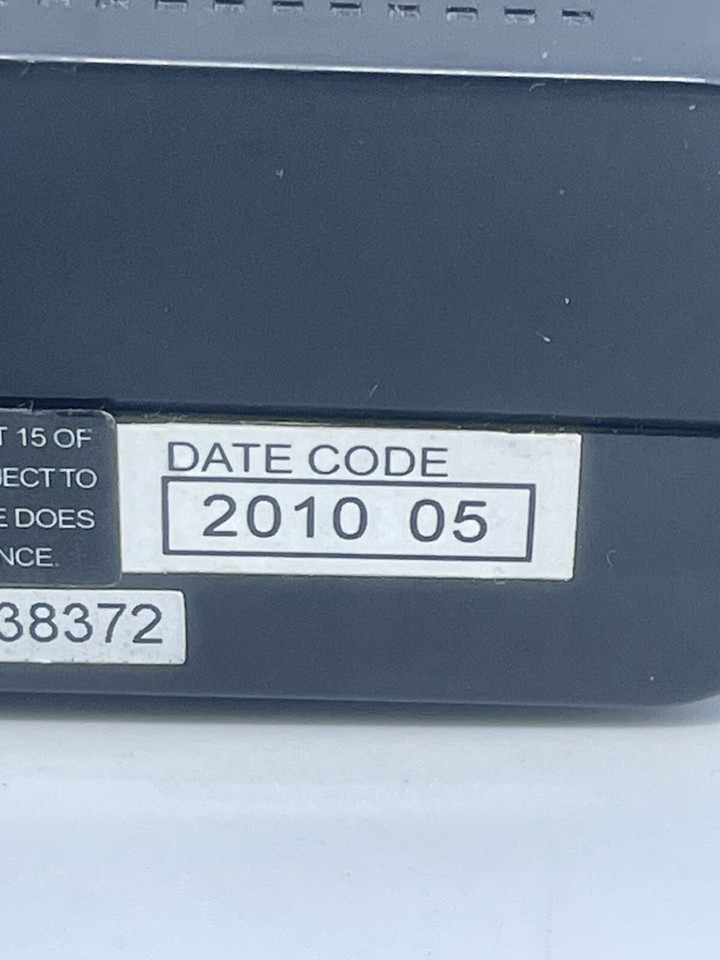 T 15 OF
JECT TO
E DOES
NCE.
DATE CODE
2010 05
38372